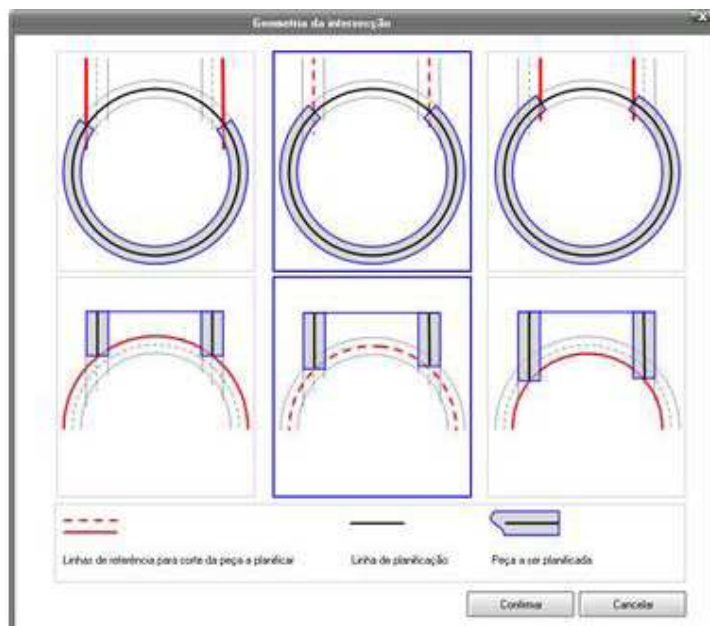 Geometria da intersecção
Linhas de referência para corte da peça a planificar
Linha de planificação
Peça a ser planificada
Confirmar
Cancelar